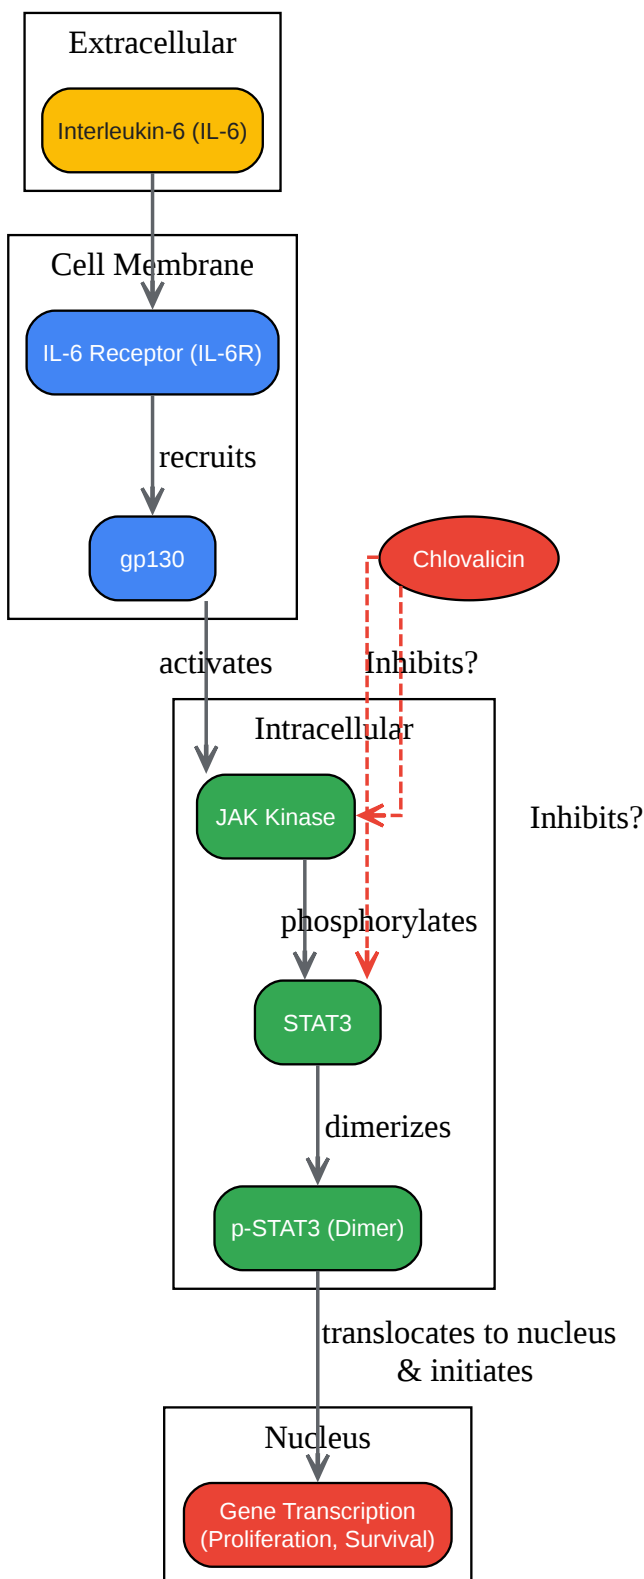 Extracellular
Interleukin-6 (IL-6)
Cell Membrane
IL-6 Receptor (IL-6R)
recruits
gp130
Chlovalicin
activates
Inhibits?
Intracellular
JAK Kinase
Inhibits?
phosphorylates
STAT3
dimerizes
p-STAT3 (Dimer)
translocates to nucleus
& initiates
Nucleus
Gene Transcription
(Proliferation, Survival)